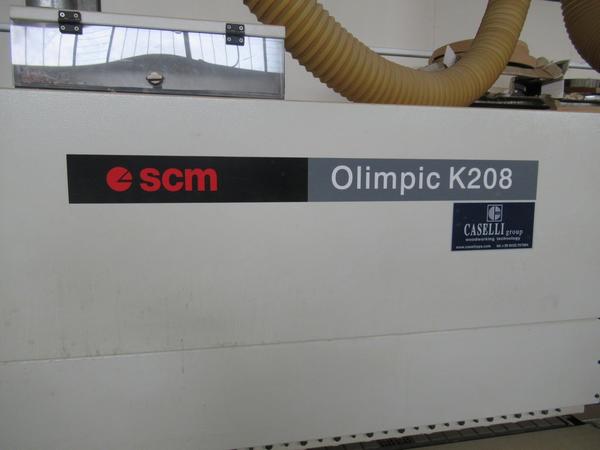 scm Olimpic K208
CASELLI group
woodworking technology